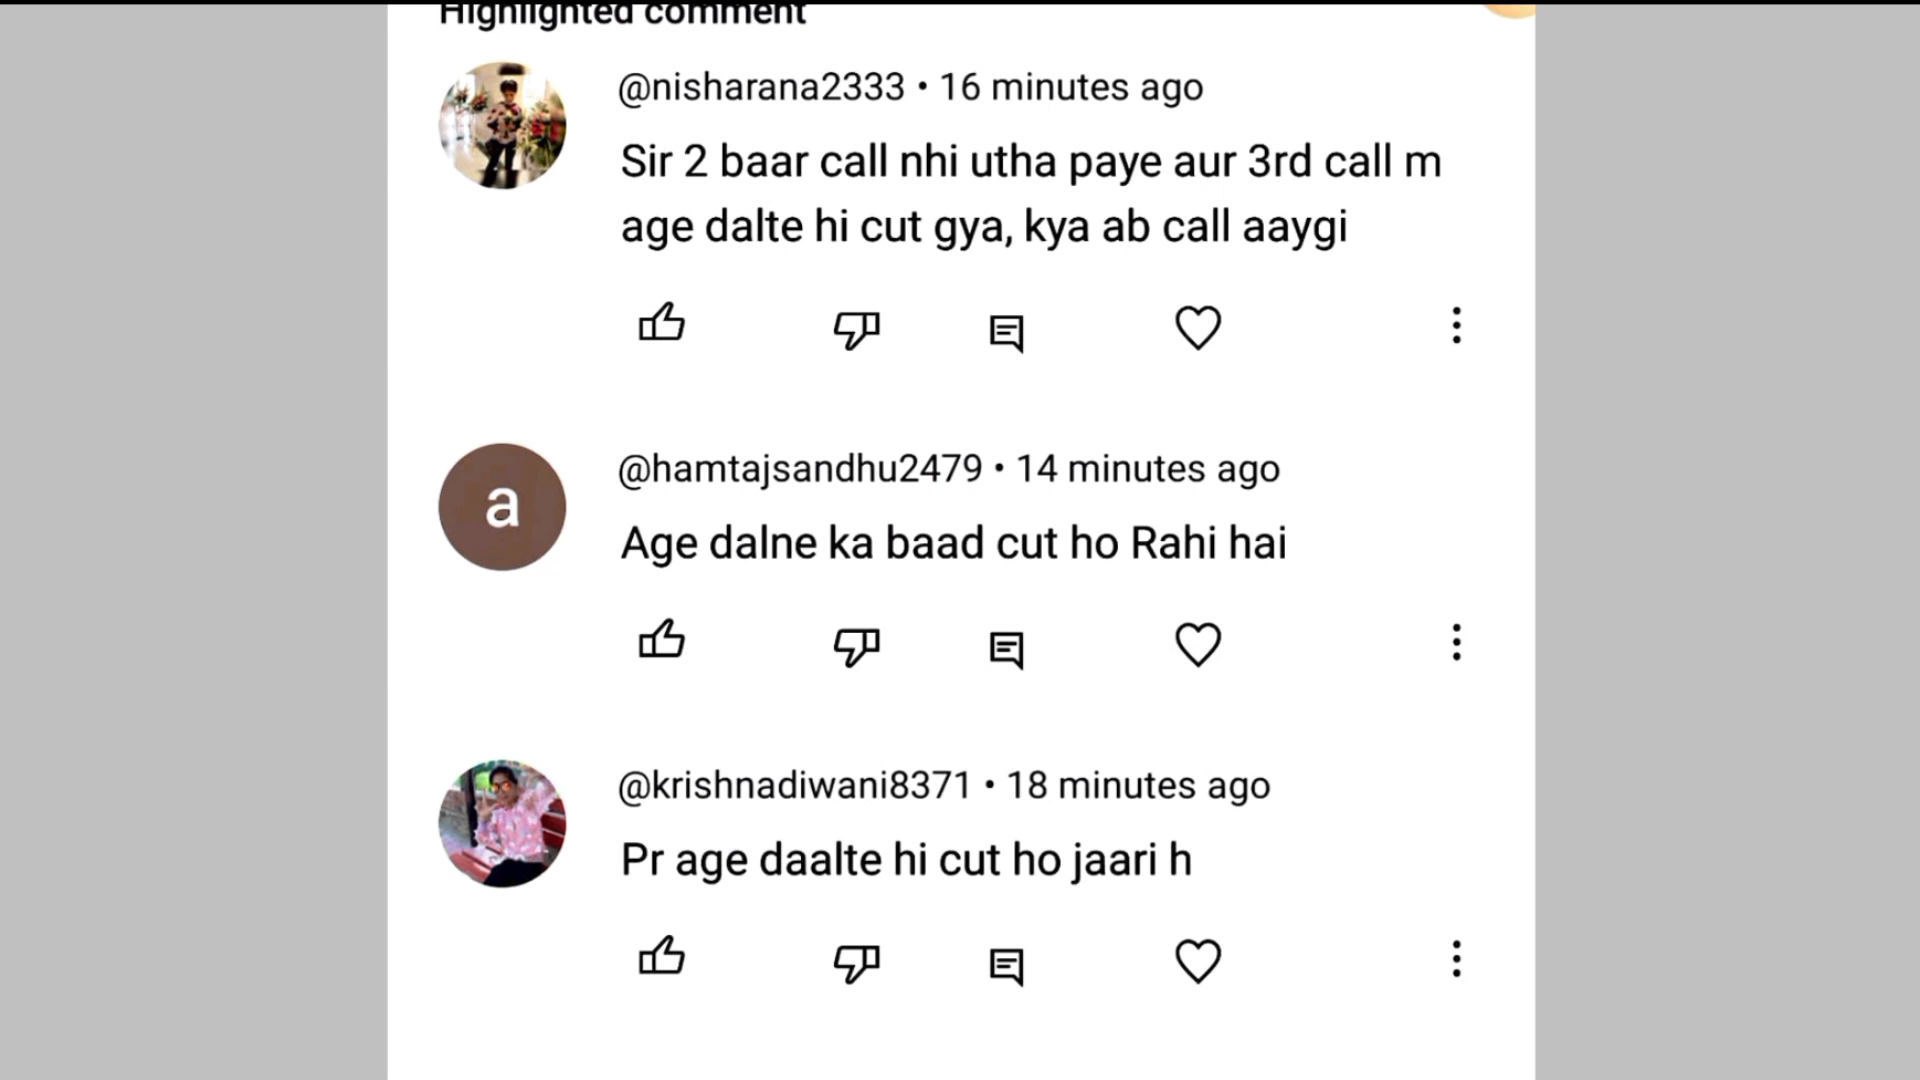 Highlighted comment
@nisharana2333 • 16 minutes ago
Sir 2 baar call nhi utha paye aur 3rd call m
age dalte hi cut gya, kya ab call aaygi
a
@hamtajsandhu2479 • 14 minutes ago
Age dalne ka baad cut ho Rahi hai
@krishnadiwani8371 • 18 minutes ago
Pr age daalte hi cut ho jaari h